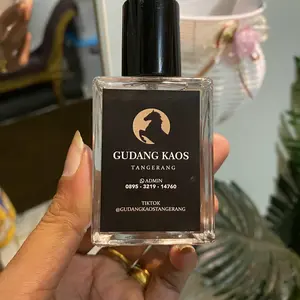 GUDANG KAOS
TANGERANG
ADMIN
0895 - 3219 - 14760
TIKTOK
@GUDANGKAOSTANGERANG